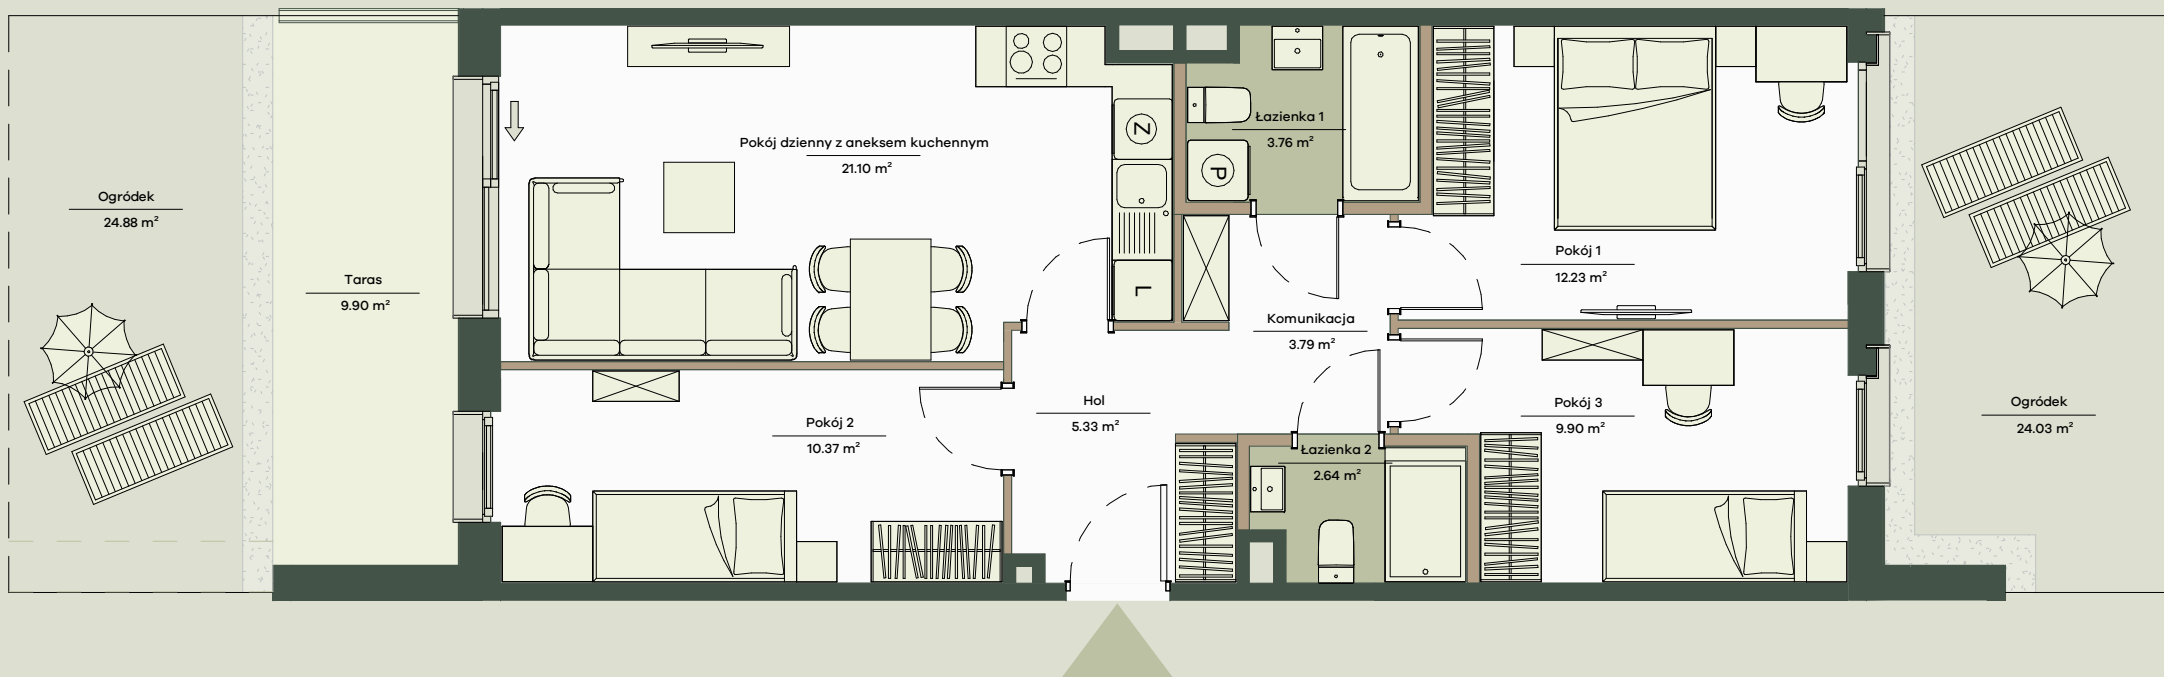 Ogródek
24.88 m²
Taras
9.90 m²
Pokój dzienny z aneksem kuchennym
21.10 m²
Z
L
Łazienka 1
3.76 m²
P
Pokój 1
12.23 m²
Komunikacja
3.79 m²
Hol
5.33 m²
Pokój 2
10.37 m²
Łazienka 2
2.64 m²
Pokój 3
9.90 m²
Ogródek
24.03 m²